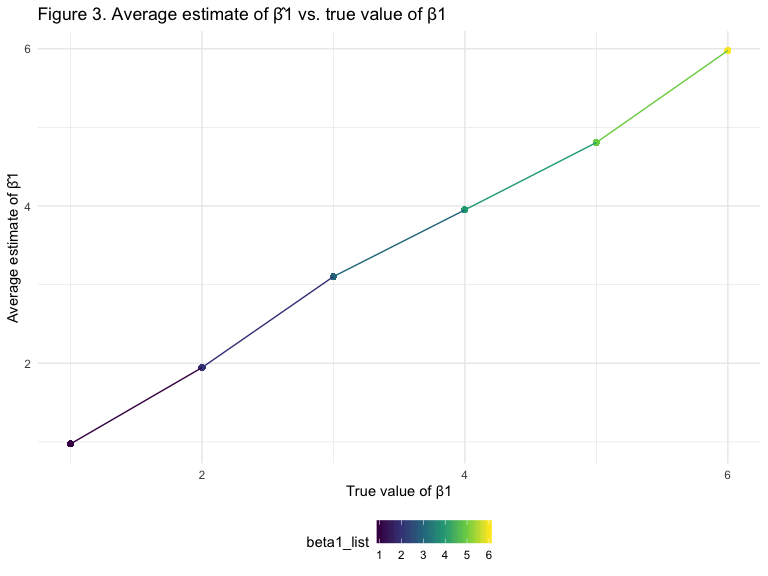 Figure 3. Average estimate of β̂1 vs. true value of β1
Average estimate of β̂1
6
4
2
2 4 6
True value of β1
beta1_list
1 2 3 4 5 6